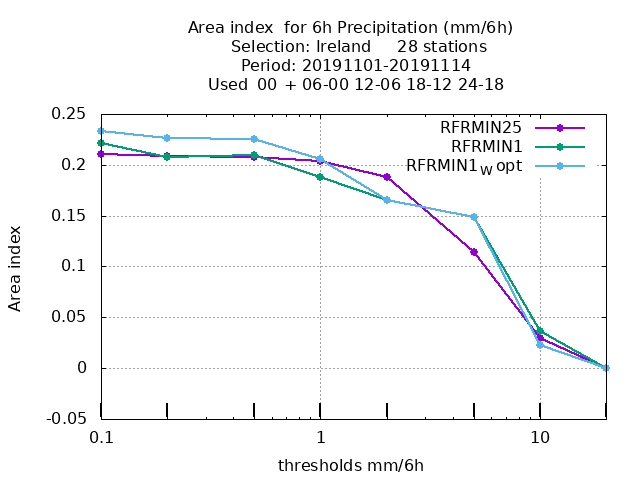 Area index  for 6h Precipitation (mm/6h)
Selection: Ireland     28 stations
Period: 20191101-20191114
Used  00 + 06-00 12-06 18-12 24-18
RFRMIN25
RFRMIN1
RFRMIN1w opt
0.25
0.2
0.15
0.1
0.05
0
-0.05
Area index
0.1 1 10
thresholds mm/6h